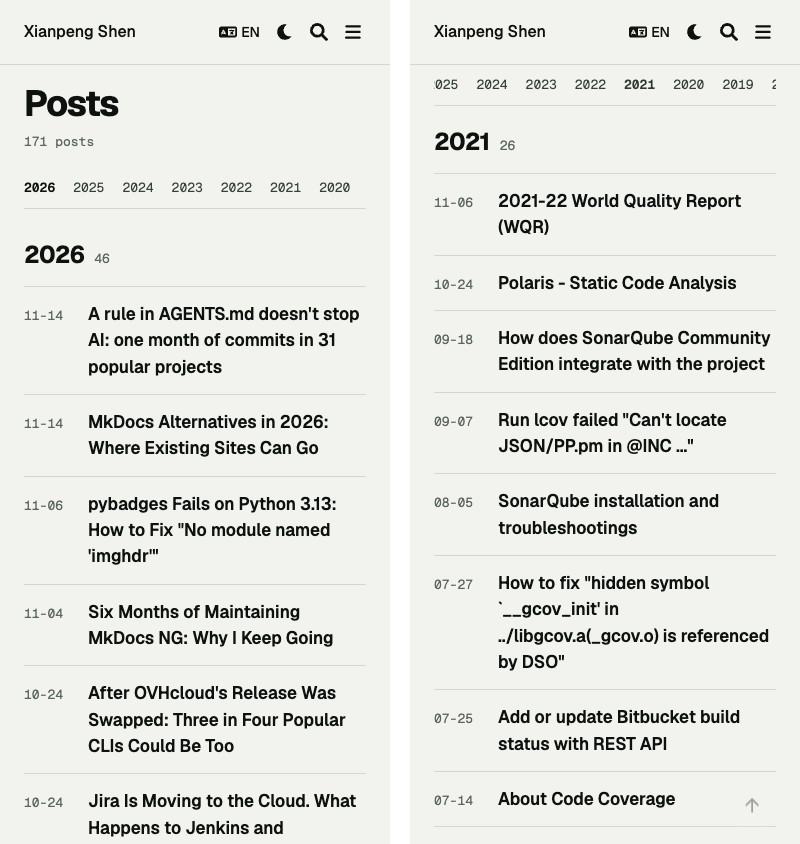 Xianpeng Shen
EN
Posts
171 posts
2026 2025 2024 2023 2022 2021 2020
2026 46
11-14 A rule in AGENTS.md doesn't stop
AI: one month of commits in 31
popular projects
11-14 MkDocs Alternatives in 2026:
Where Existing Sites Can Go
11-06 pybadges Fails on Python 3.13:
How to Fix "No module named
'imghdr'"
11-04 Six Months of Maintaining
MkDocs NG: Why I Keep Going
10-24 After OVHcloud's Release Was
Swapped: Three in Four Popular
CLIs Could Be Too
10-24 Jira Is Moving to the Cloud. What
Happens to Jenkins and
Xianpeng Shen
EN
025 2024 2023 2022 2021 2020 2019 2
2021 26
11-06 2021-22 World Quality Report
(WQR)
10-24 Polaris - Static Code Analysis
09-18 How does SonarQube Community
Edition integrate with the project
09-07 Run lcov failed "Can't locate
JSON/PP.pm in @INC ..."
08-05 SonarQube installation and
troubleshootings
07-27 How to fix "hidden symbol
`__gcov_init' in
../libgcov.a(_gcov.o) is referenced
by DSO"
07-25 Add or update Bitbucket build
status with REST API
07-14 About Code Coverage